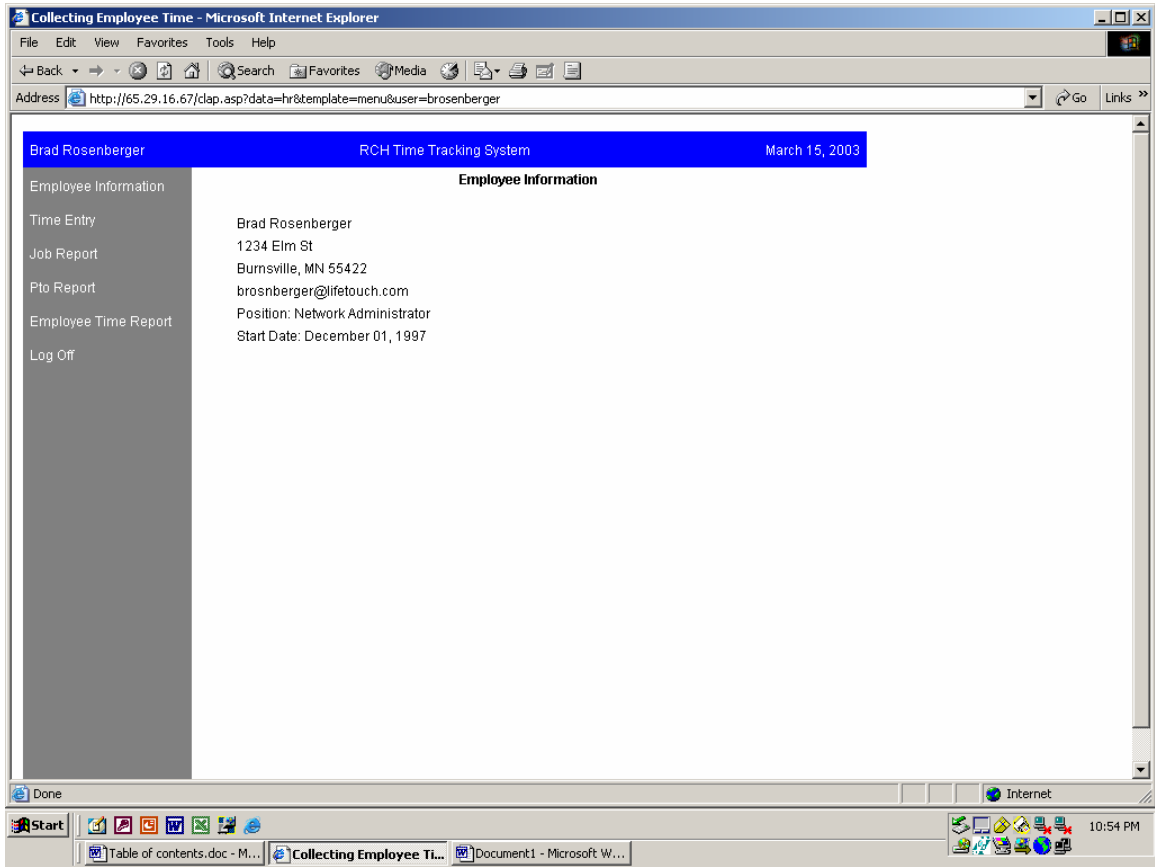 Collecting Employee Time - Microsoft Internet Explorer
File Edit View Favorites Tools Help
Back Search Favorites Media
Address http://65.29.16.67/clap.asp?data=hr&template=menu&user=brosenberger Go Links »
Brad Rosenberger RCH Time Tracking System March 15, 2003
Employee Information
Time Entry
Job Report
Pto Report
Employee Time Report
Log Off
Employee Information
Brad Rosenberger
1234 Elm St
Burnsville, MN 55422
brosnberger@lifetouch.com
Position: Network Administrator
Start Date: December 01, 1997
Done Internet
Start 10:54 PM
Table of contents.doc - M... Collecting Employee Ti... Document1 - Microsoft W...